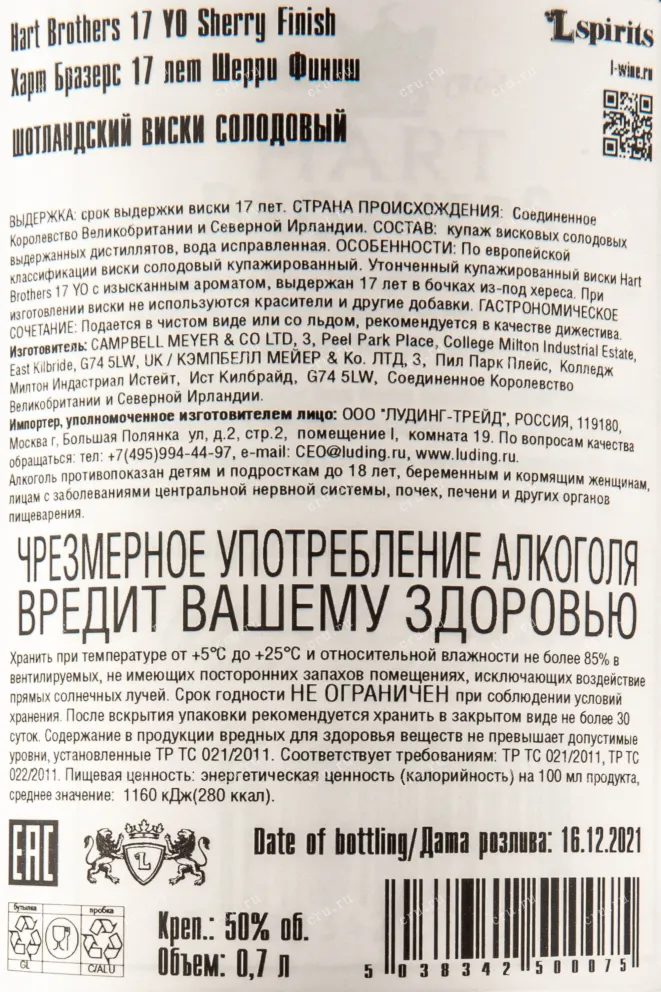 Hart Brothers 17 YO Sherry Finish
Lspirits
Харт Бразерс 17 лет Шерри Финиш
l-wine.ru
ШОТЛАНДСКИЙ ВИСКИ СОЛОДОВЫЙ
HART
ВЫДЕРЖКА: срок выдержки виски 17 лет. СТРАНА ПРОИСХОЖДЕНИЯ: Соединенное
Королевство Великобритании и Северной Ирландии. СОСТАВ: купаж висковых солодовых
выдержанных дистиллятов, вода исправленная. ОСОБЕННОСТИ: По европейской
классификации виски солодовый купажированный. Утонченный купажированный виски Hart
Brothers 17 YO с изысканным ароматом, выдержан 17 лет в бочках из-под хереса. При
изготовлении виски не используются красители и другие добавки. ГАСТРОНОМИЧЕСКОЕ
СОЧЕТАНИЕ: Подается в чистом виде или со льдом, рекомендуется в качестве дижестива.
Изготовитель: CAMPBELL MEYER & CO LTD, 3, Peel Park Place, College Milton Industrial Estate,
East Kilbride, G74 5LW, UK / КЭМПБЕЛЛ МЕЙЕР & Ко. ЛТД, 3, Пил Парк Плейс, Колледж
Милтон Индастриал Истейт, Ист Килбрайд, G74 5LW, Соединенное Королевство
Великобритании и Северной Ирландии.
Импортер, уполномоченное изготовителем лицо: ООО "ЛУДИНГ-ТРЕЙД", РОССИЯ, 119180,
Москва г, Большая Полянка ул, д.2, стр.2, помещение I, комната 19. По вопросам качества
обращаться: тел: +7(495)994-44-97, e-mail: CEO@luding.ru, www.luding.ru.
Алкоголь противопоказан детям и подросткам до 18 лет, беременным и кормящим женщинам,
лицам с заболеваниями центральной нервной системы, почек, печени и других органов
пищеварения.
ЧРЕЗМЕРНОЕ УПОТРЕБЛЕНИЕ АЛКОГОЛЯ
ВРЕДИТ ВАШЕМУ ЗДОРОВЬЮ
Хранить при температуре от +5°С до +25°С и относительной влажности не более 85% в
вентилируемых, не имеющих посторонних запахов помещениях, исключающих воздействие
прямых солнечных лучей. Срок годности НЕ ОГРАНИЧЕН при соблюдении условий
хранения. После вскрытия упаковки рекомендуется хранить в закрытом виде не более 30
суток. Содержание в продукции вредных для здоровья веществ не превышает допустимые
уровни, установленные ТР ТС 021/2011. Соответствует требованиям: ТР ТС 021/2011, ТР ТС
022/2011. Пищевая ценность: энергетическая ценность (калорийность) на 100 мл продукта,
среднее значение: 1160 кДж(280 ккал).
EAC
L
Date of bottling/Дата розлива: 16.12.2021
бутылка
пробка
GL
C/ALU
Креп.: 50% об.
Объем: 0,7 л
5 038342 500075